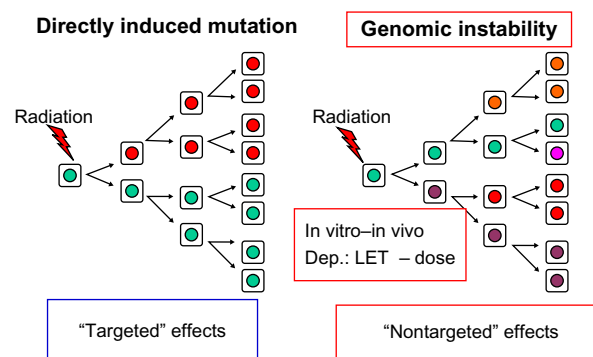 Directly induced mutation
Genomic instability
Radiation
Radiation
In vitro–in vivo
Dep.: LET – dose
“Targeted” effects
“Nontargeted” effects